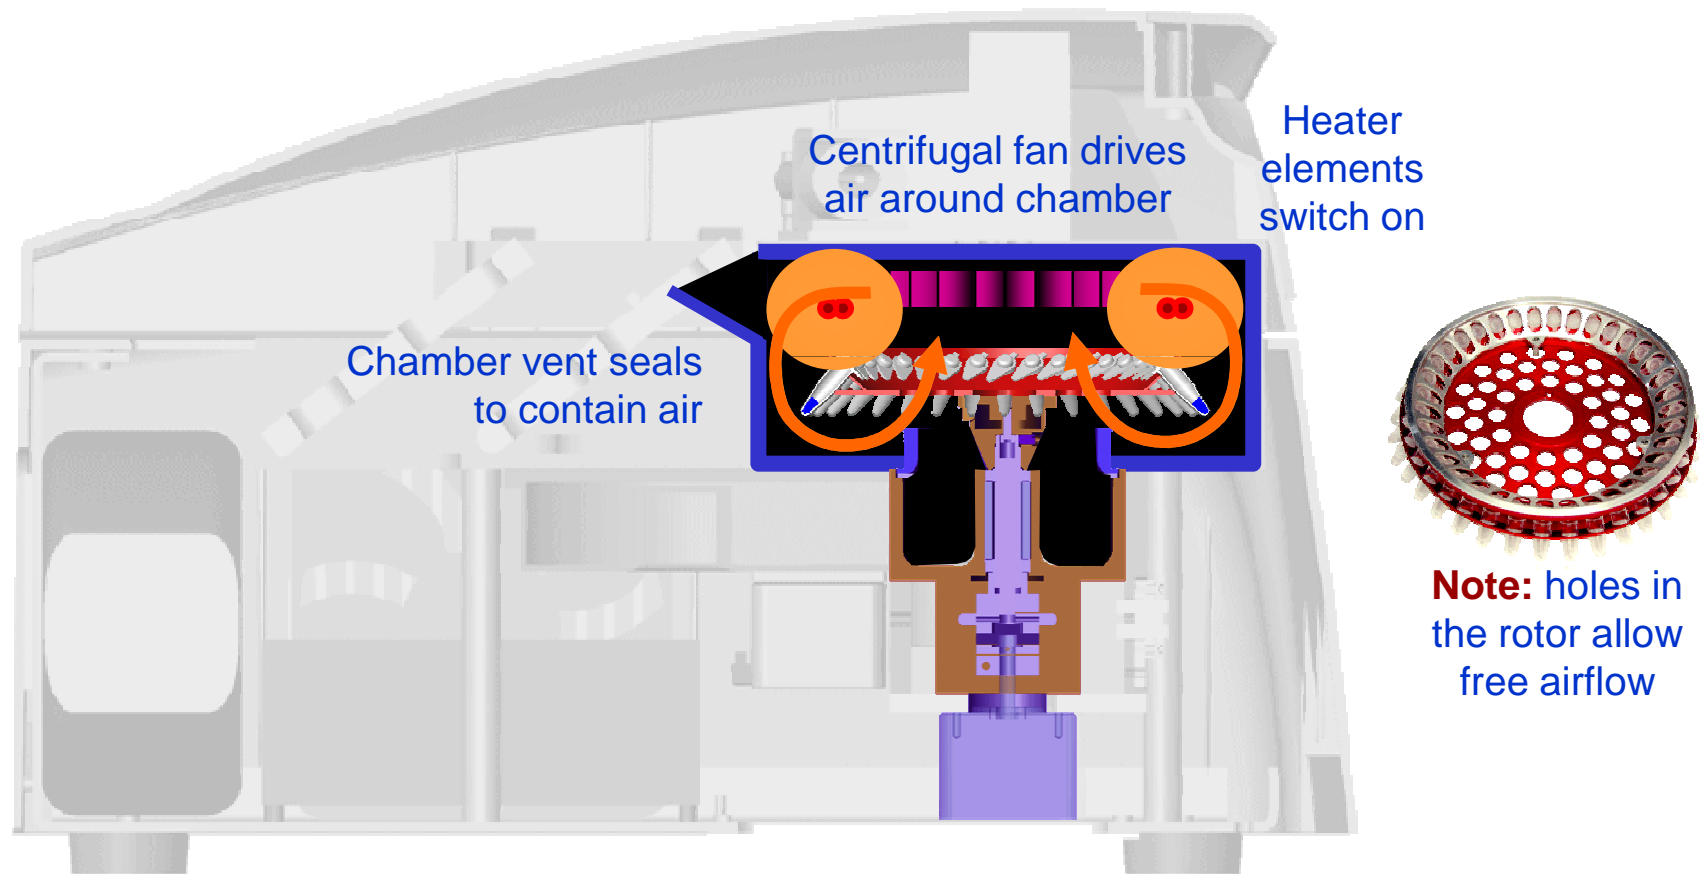 Centrifugal fan drives
air around chamber
Heater
elements
switch on
Chamber vent seals
to contain air
Note: holes in
the rotor allow
free airflow